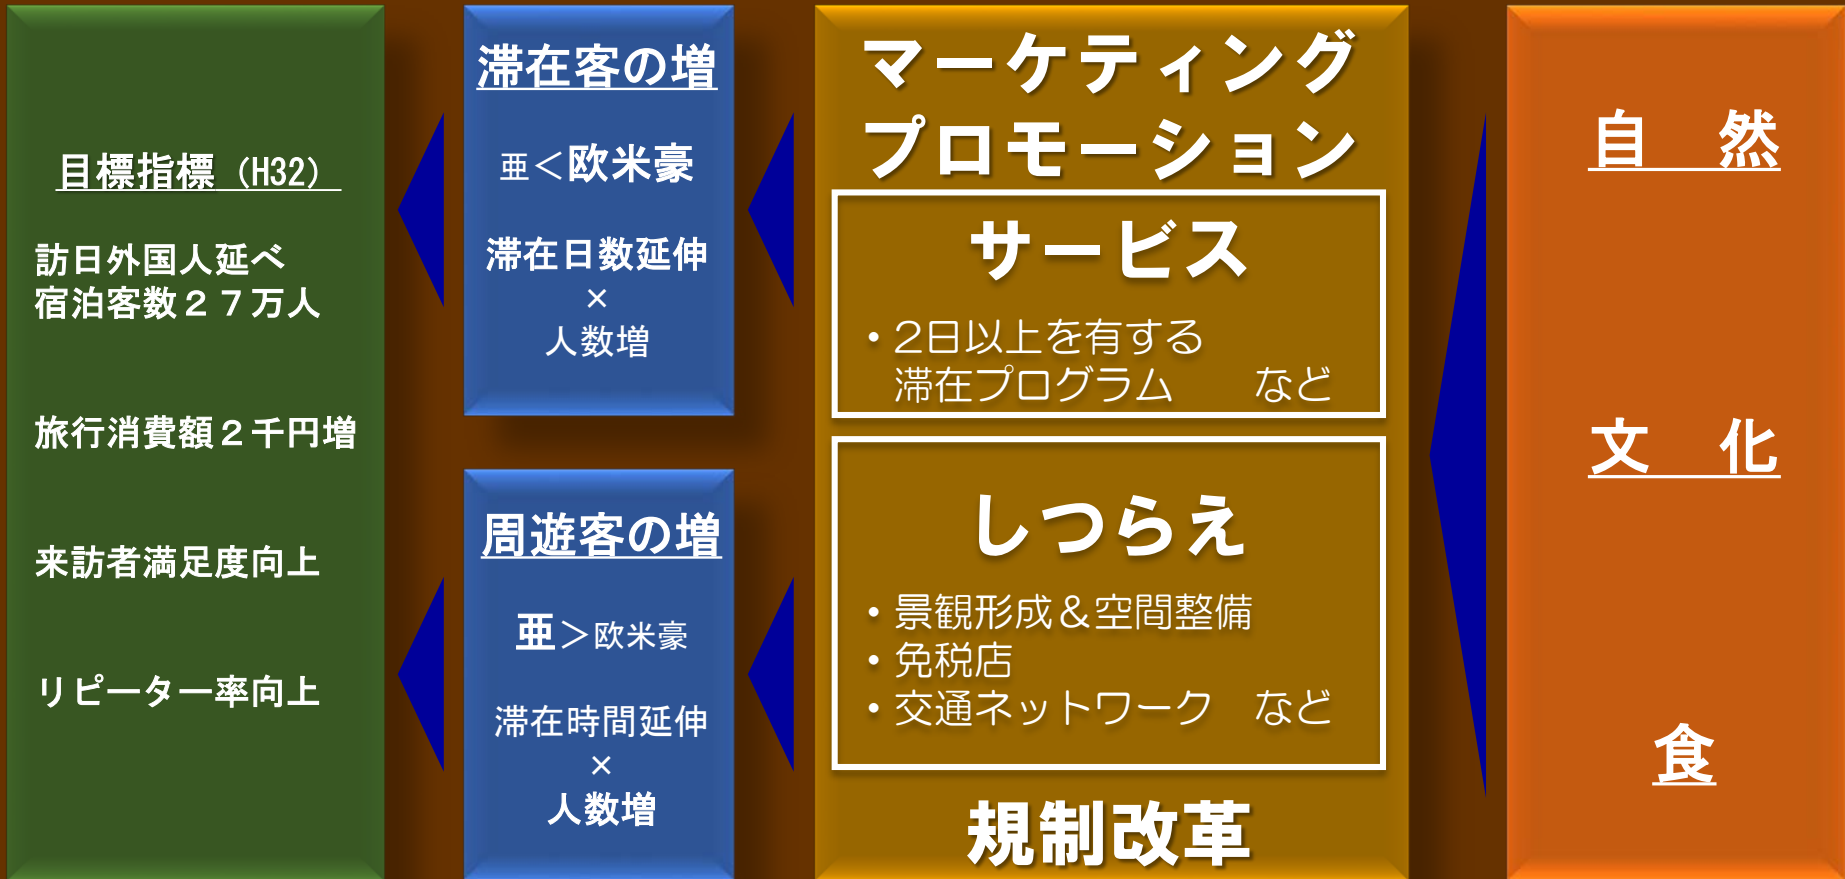 目標指標（H32）
訪日外国人延べ
宿泊客数２７万人
旅行消費額２千円増
来訪者満足度向上
リピーター率向上
滞在客の増
亜＜欧米豪
滞在日数延伸
×
人数増
周遊客の増
亜＞欧米豪
滞在時間延伸
×
人数増
マーケティング
プロモーション
サービス
・2日以上を有する
滞在プログラム　　など
しつらえ
・景観形成＆空間整備
・免税店
・交通ネットワーク　など
規制改革
自　然
文　化
食